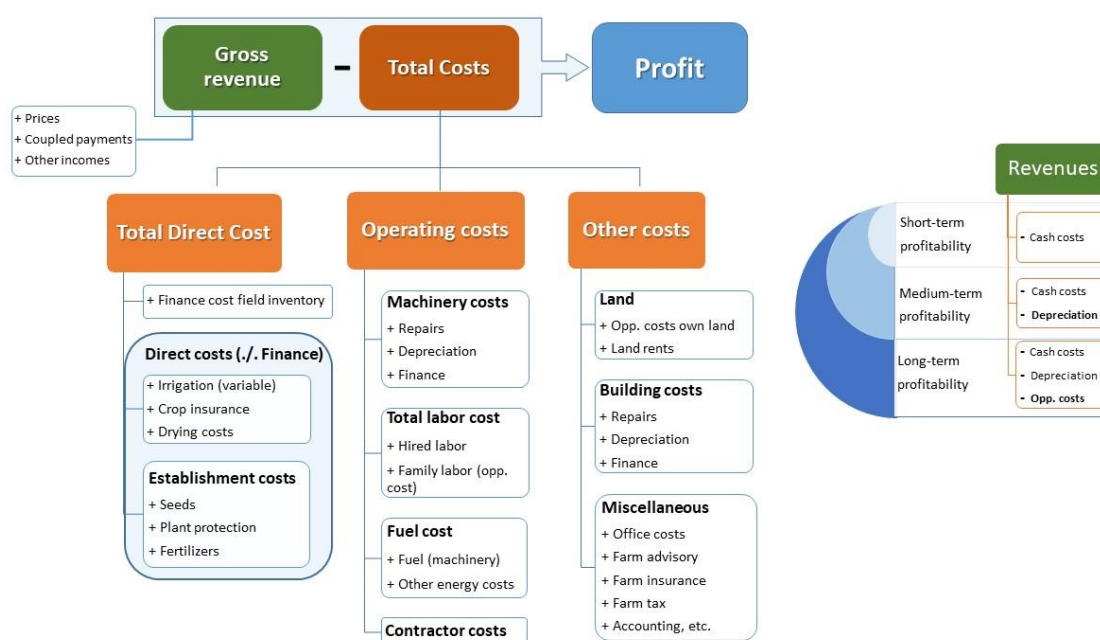 Gross
revenue
-
Total Costs
Profit
+ Prices
+ Coupled payments
+ Other incomes
Total Direct Cost
+ Finance cost field inventory
Direct costs (./. Finance)
+ Irrigation (variable)
+ Crop insurance
+ Drying costs
Establishment costs
+ Seeds
+ Plant protection
+ Fertilizers
Operating costs
Machinery costs
+ Repairs
+ Depreciation
+ Finance
Total labor cost
+ Hired labor
+ Family labor (opp.
cost)
Fuel cost
+ Fuel (machinery)
+ Other energy costs
Contractor costs
Other costs
Land
+ Opp. costs own land
+ Land rents
Building costs
+ Repairs
+ Depreciation
+ Finance
Miscellaneous
+ Office costs
+ Farm advisory
+ Farm insurance
+ Farm tax
+ Accounting, etc.
Revenues
Short-term
profitability
- Cash costs
Medium-term
profitability
- Cash costs
- Depreciation
Long-term
profitability
- Cash costs
- Depreciation
- Opp. costs